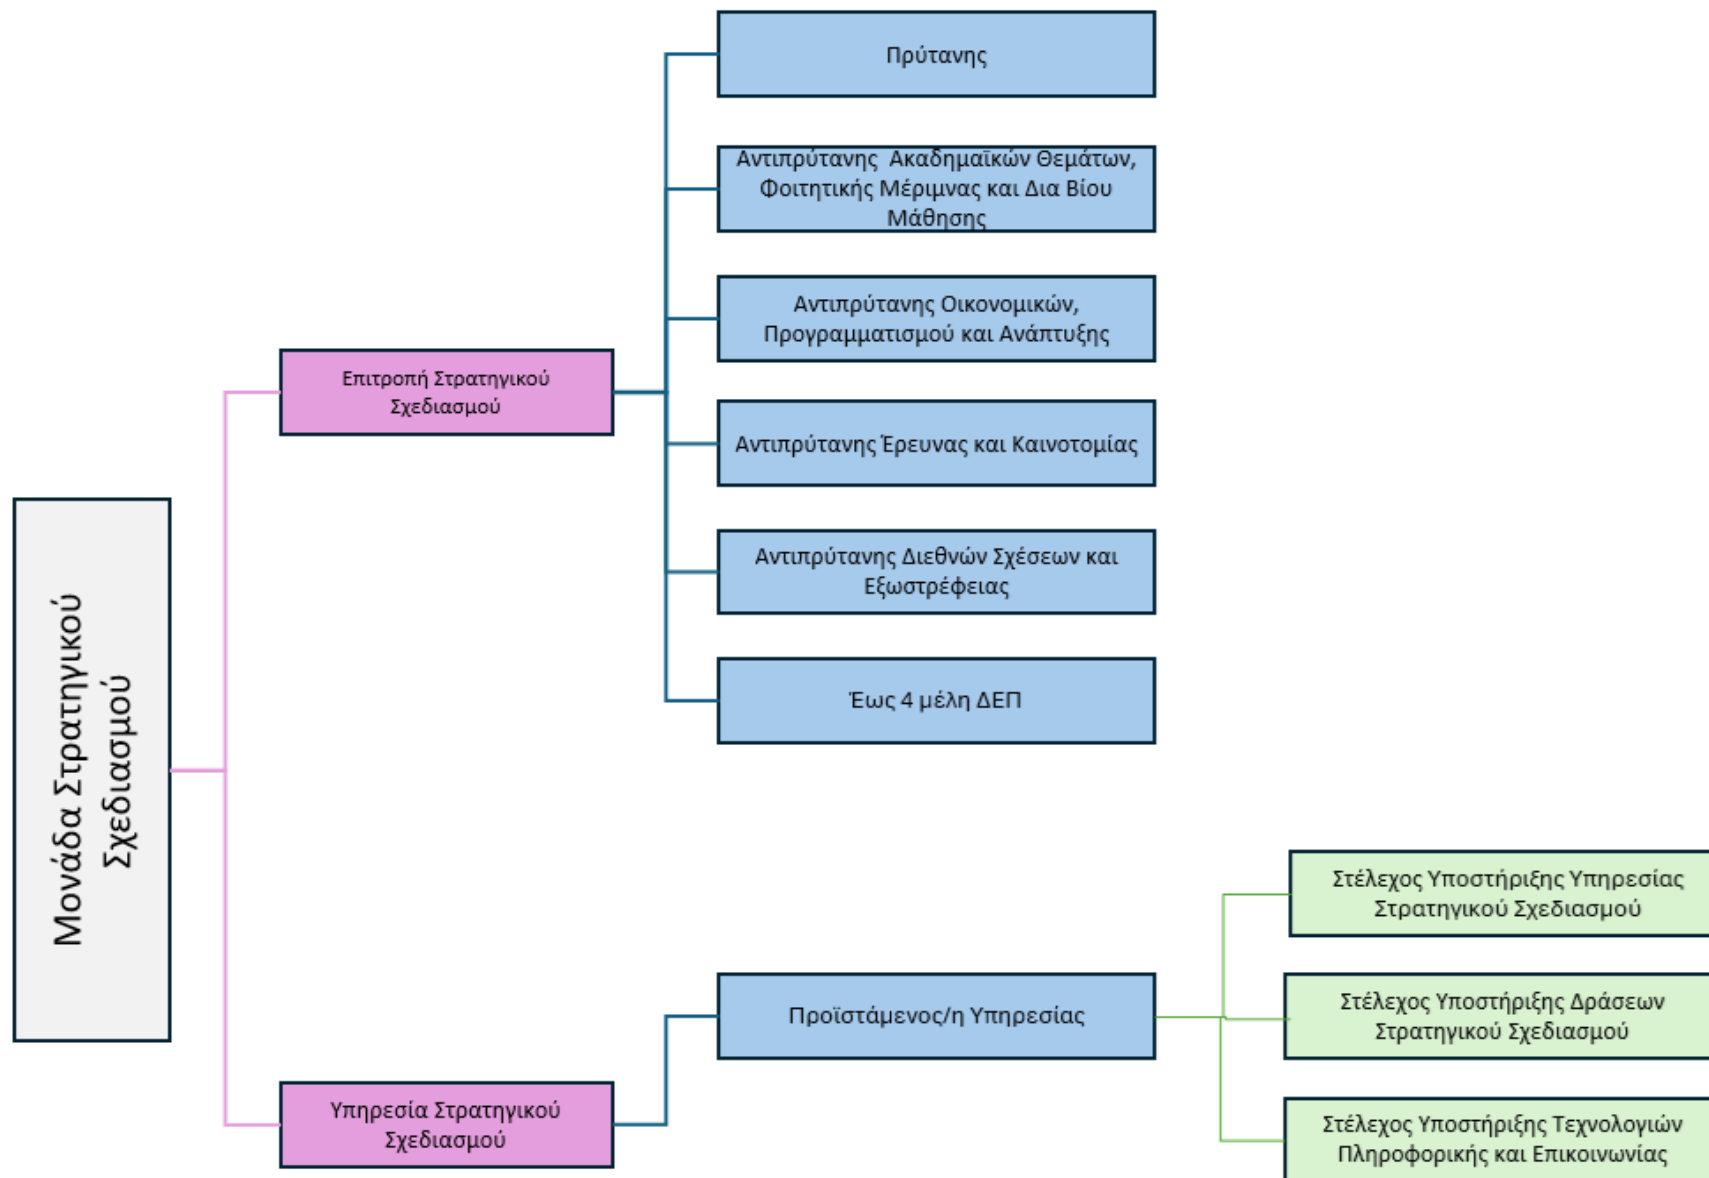 Μονάδα Στρατηγικού
Σχεδιασμού
Επιτροπή Στρατηγικού
Σχεδιασμού
Πρύτανης
Αντιπρύτανης Ακαδημαϊκών Θεμάτων,
Φοιτητικής Μέριμνας και Δια Βίου
Μάθησης
Αντιπρύτανης Οικονομικών,
Προγραμματισμού και Ανάπτυξης
Αντιπρύτανης Έρευνας και Καινοτομίας
Αντιπρύτανης Διεθνών Σχέσεων και
Εξωστρέφειας
Έως 4 μέλη ΔΕΠ
Υπηρεσία Στρατηγικού
Σχεδιασμού
Προϊστάμενος/η Υπηρεσίας
Στέλεχος Υποστήριξης Υπηρεσίας
Στρατηγικού Σχεδιασμού
Στέλεχος Υποστήριξης Δράσεων
Στρατηγικού Σχεδιασμού
Στέλεχος Υποστήριξης Τεχνολογιών
Πληροφορικής και Επικοινωνίας